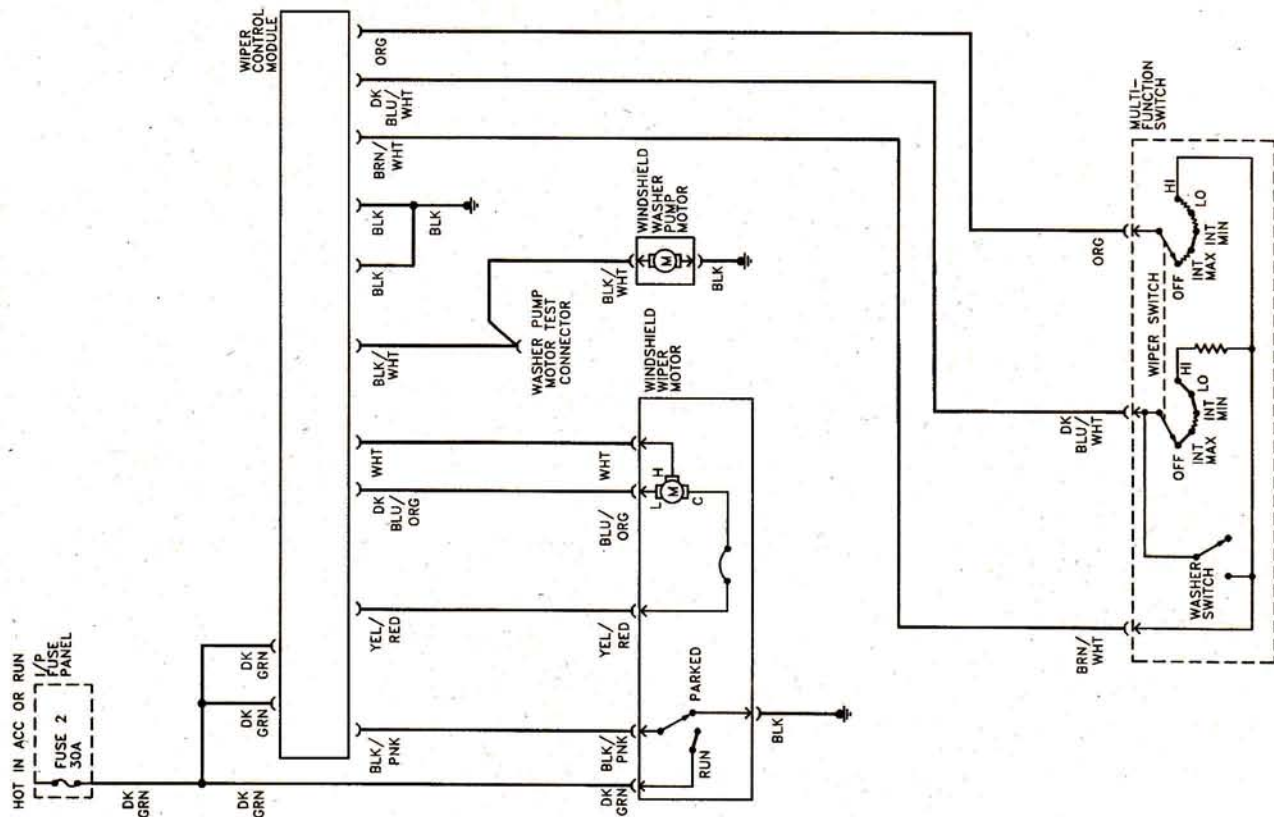 HOT IN ACC OR RUN
I/P
FUSE
PANEL
FUSE 2
30A
DK
GRN
DK
GRN
DK
GRN
DK
GRN
WIPER
CONTROL
MODULE
ORG
DK
BLU/
WHT
BRN/
WHT
BLK
BLK
BLK
BLK/
WHT
WHT
DK
BLU/
ORG
YEL/
RED
BLK/
PNK
WASHER PUMP
MOTOR TEST
CONNECTOR
WINDSHIELD
WASHER
PUMP
MOTOR
BLK/
WHT
M
BLK
WINDSHIELD
WIPER
MOTOR
WHT
BLU/
ORG
H
L
M
C
YEL/
RED
BLK/
PNK
DK
GRN
PARKED
RUN
BLK
MULTI-
FUNCTION
SWITCH
ORG
HI
LO
INT
MIN
INT
MAX
OFF
WIPER SWITCH
DK
BLU/
WHT
HI
LO
INT
MIN
INT
MAX
OFF
WASHER
SWITCH
BRN/
WHT